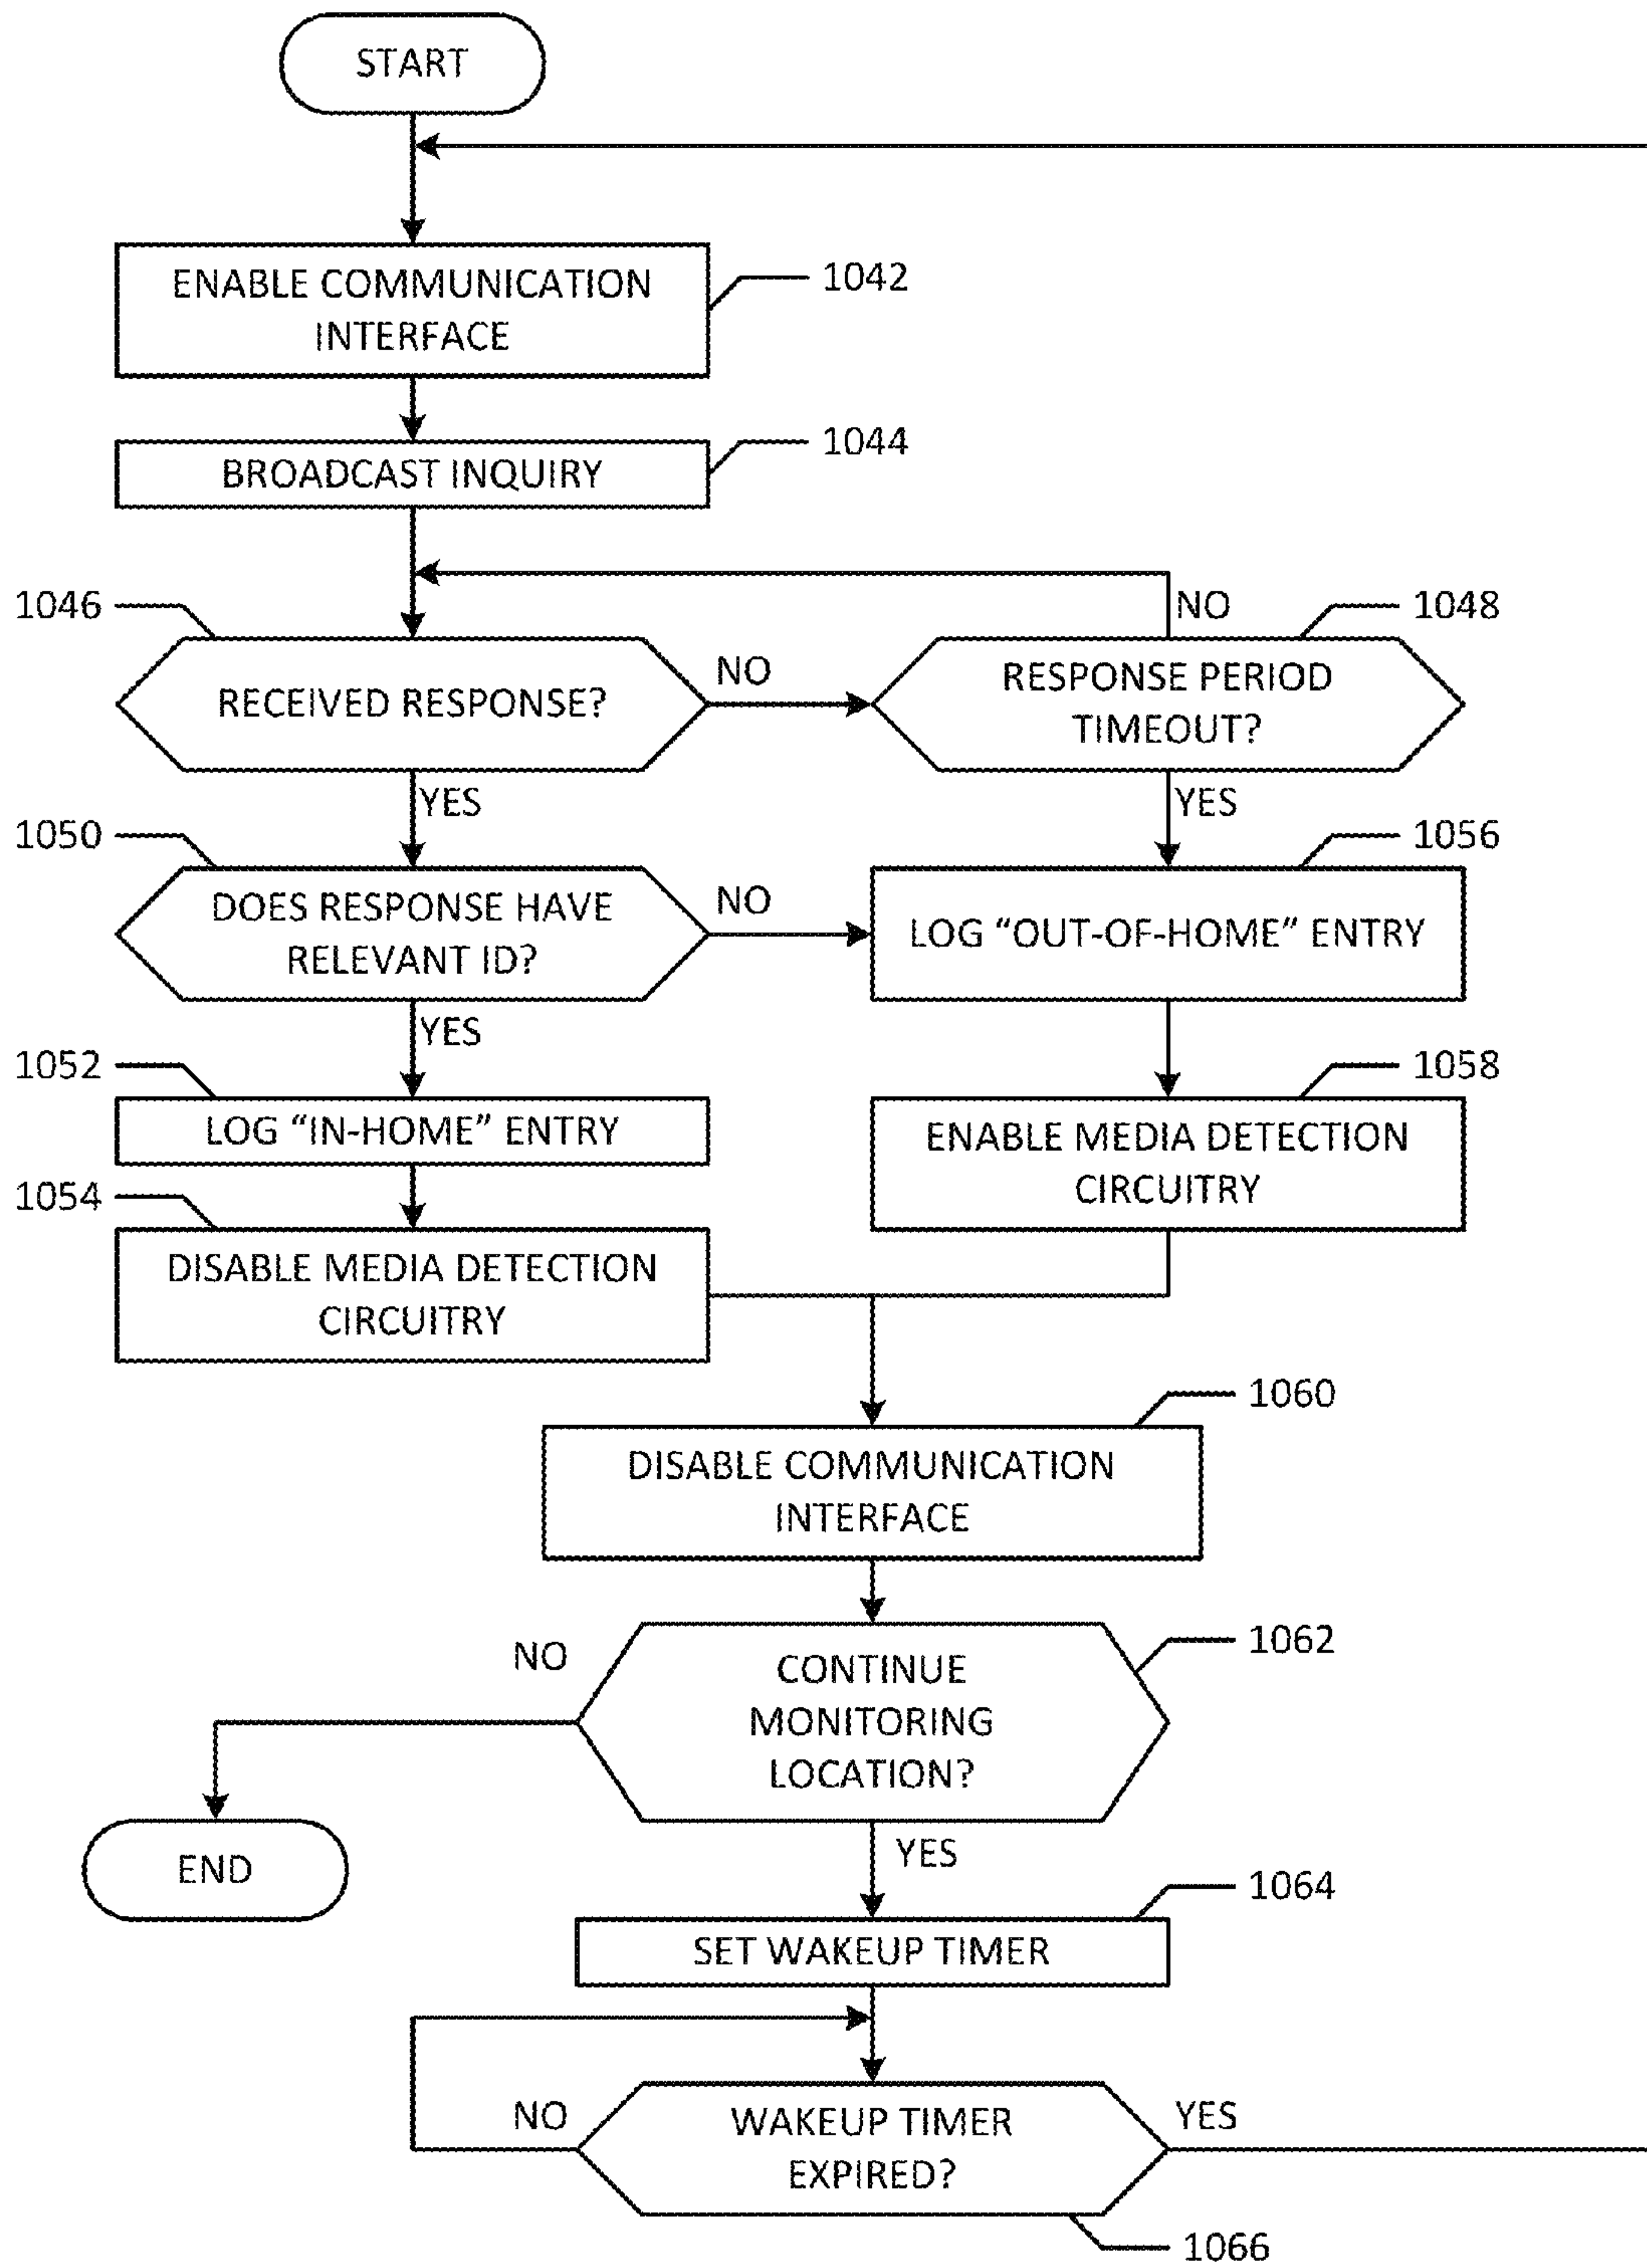 START
ENABLE COMMUNICATION
INTERFACE
1042
BROADCAST INQUIRY
1044
1046
RECEIVED RESPONSE?
NO
NO
1048
RESPONSE PERIOD
TIMEOUT?
YES
YES
1050
DOES RESPONSE HAVE
RELEVANT ID?
NO
1056
LOG “OUT-OF-HOME” ENTRY
YES
1052
LOG “IN-HOME” ENTRY
1058
ENABLE MEDIA DETECTION
CIRCUITRY
1054
DISABLE MEDIA DETECTION
CIRCUITRY
1060
DISABLE COMMUNICATION
INTERFACE
1062
NO
CONTINUE
MONITORING
LOCATION?
END
YES
1064
SET WAKEUP TIMER
NO
WAKEUP TIMER
EXPIRED?
YES
1066